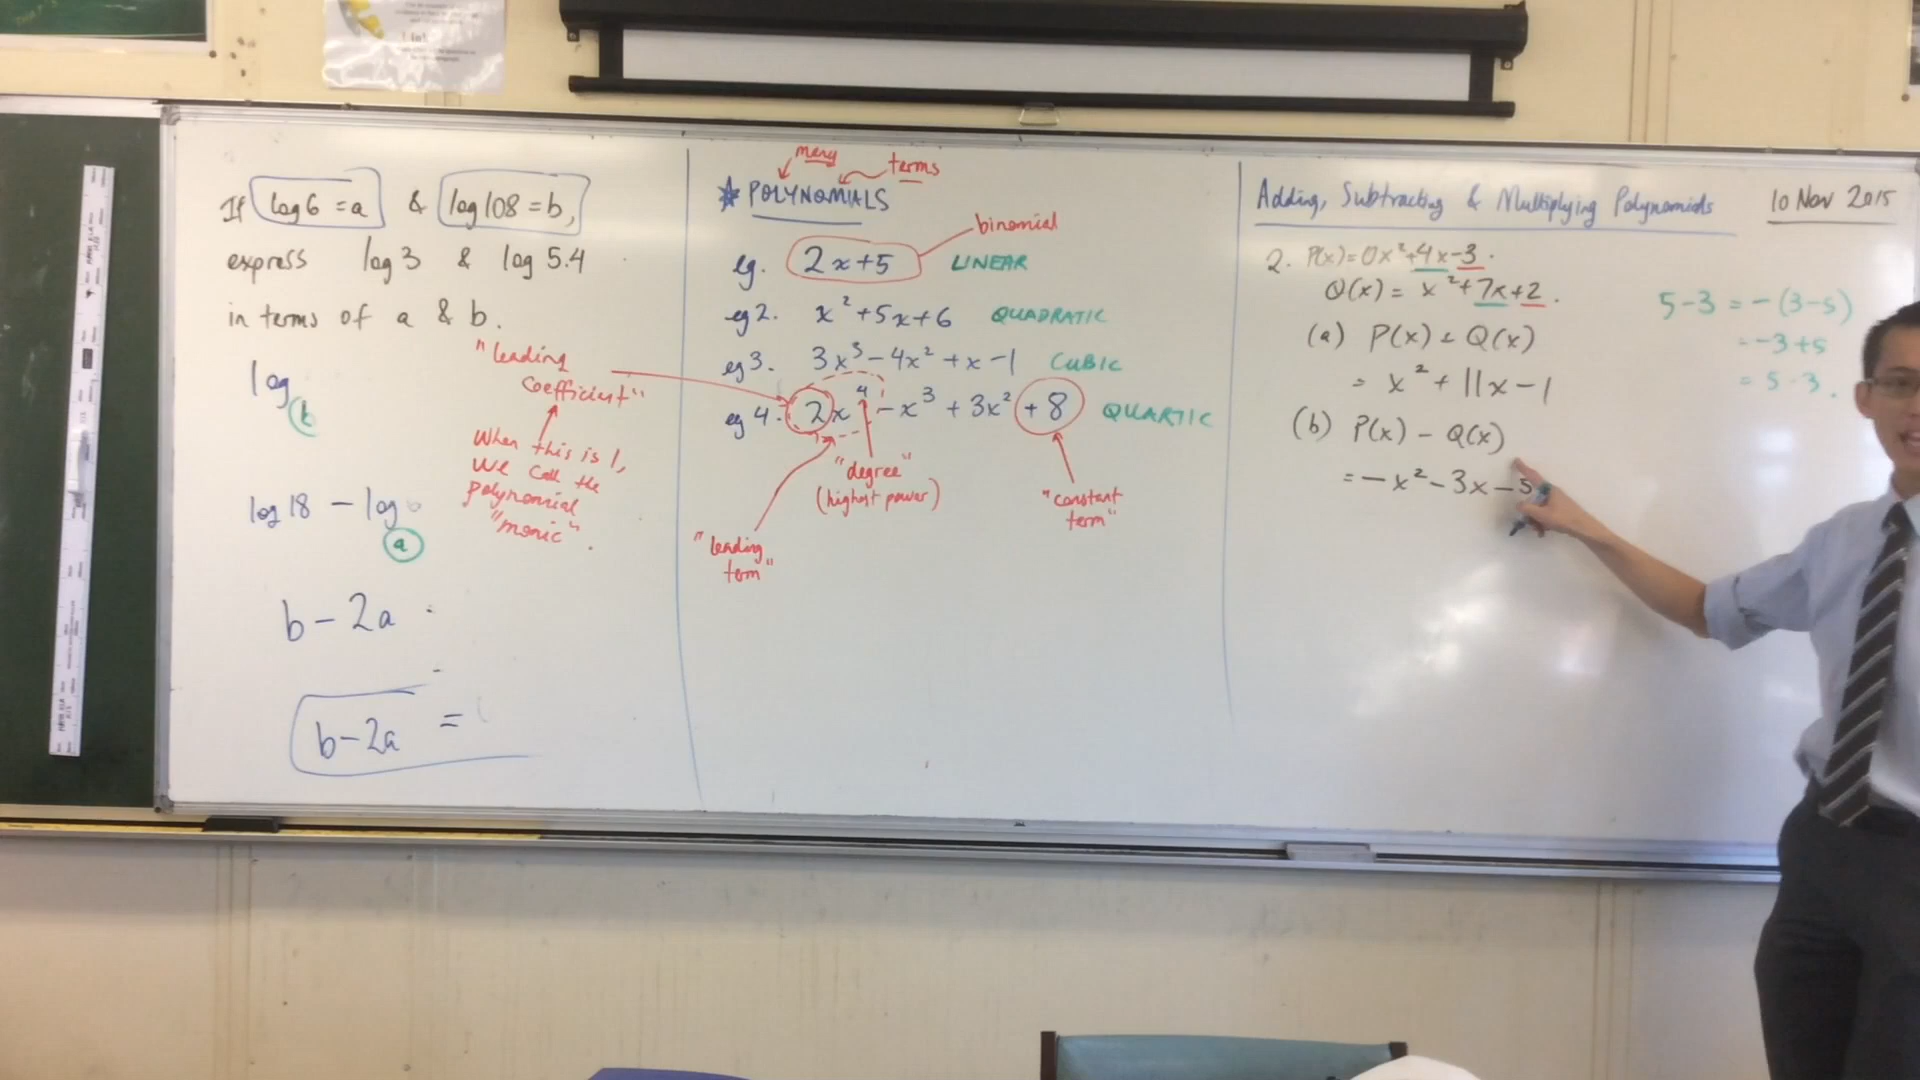 If log 6 = a & log 108 = b,
express log 3 & log 5.4
in terms of a & b.
log
b
log 18 - log
a
b - 2a
b - 2a =
"leading
coefficient"
When this is 1,
we call the
polynomial
"monic".
many
terms
★ POLYNOMIALS
binomial
eg. 2x+5 LINEAR
eg 2. x²+5x+6 QUADRATIC
eg 3. 3x³-4x²+x-1 CUBIC
eg 4. 2x⁴-x³+3x²+8 QUARTIC
"degree"
(highest power)
"constant
term"
"leading
term"
Adding, Subtracting & Multiplying Polynomials
10 Nov 2015
2. P(x)=0x²+4x-3.
Q(x)= x²+7x+2.
(a) P(x) + Q(x)
= x²+11x-1
(b) P(x) - Q(x)
= -x²-3x-5
5-3 = -(3-5)
= -3+5
= 5-3.